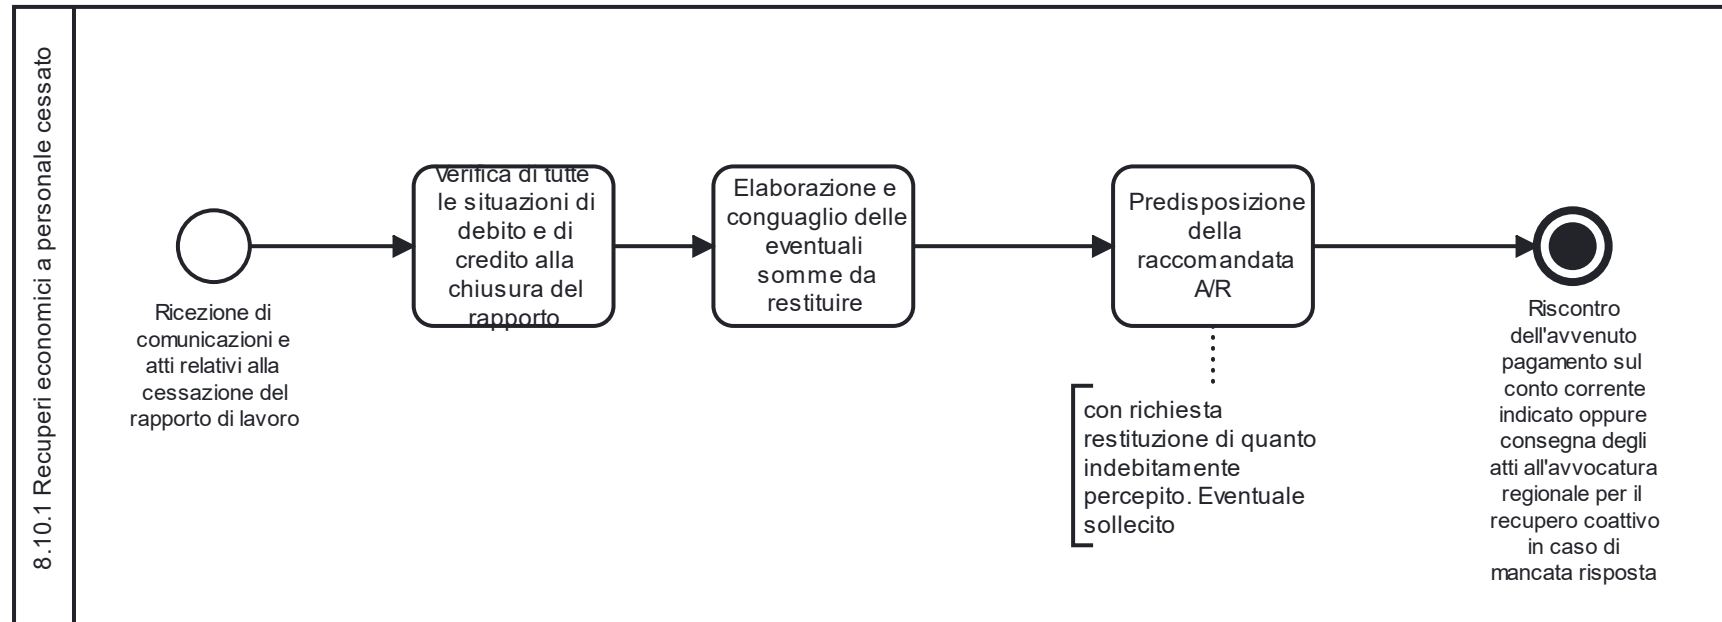 8.10.1 Recuperi economici a personale cessato
Ricezione di
comunicazioni e
atti relativi alla
cessazione del
rapporto di lavoro
Verifica di tutte
le situazioni di
debito e di
credito alla
chiusura del
rapporto
Elaborazione e
conguaglio delle
eventuali
somme da
restituire
Predisposizione
della
raccomandata
A/R
con richiesta
restituzione di quanto
indebitamente
percepito. Eventuale
sollecito
Riscontro
dell'avvenuto
pagamento sul
conto corrente
indicato oppure
consegna degli
atti all'avvocatura
regionale per il
recupero coattivo
in caso di
mancata risposta